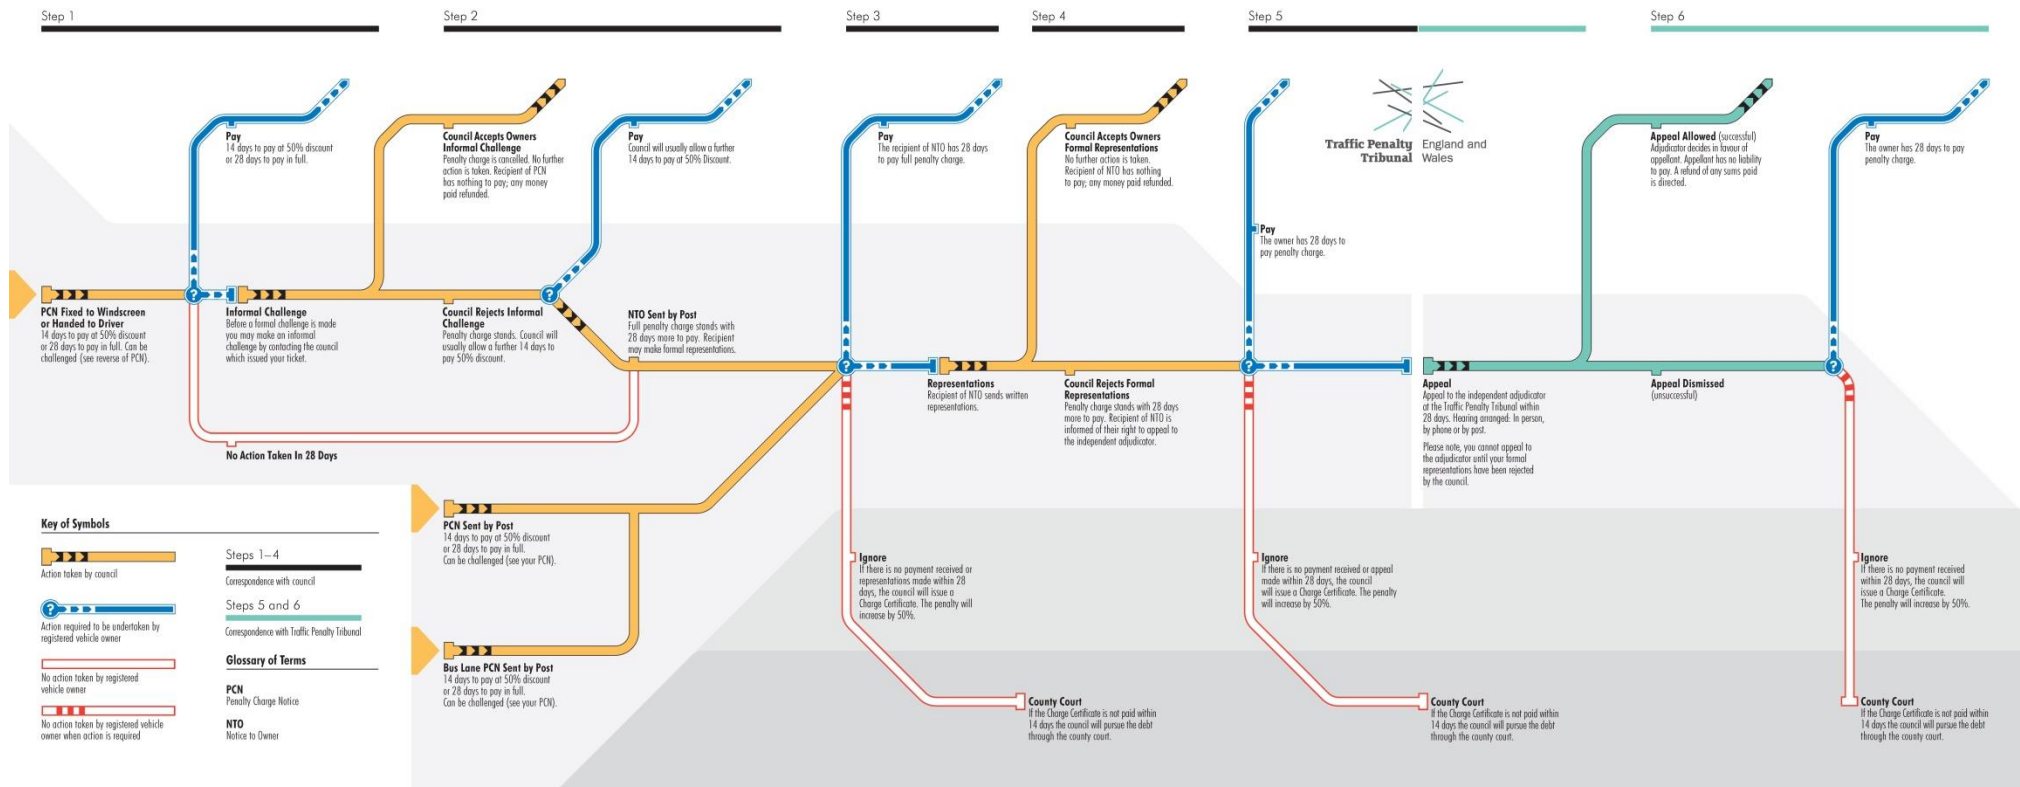 Step 1
Step 2
Step 3
Step 4
Step 5
Step 6
Pay
14 days to pay at 50% discount
or 28 days to pay in full.
Council Accepts Owners
Informal Challenge
Penalty charge is cancelled. No further
action is taken. Recipient of PCN
has nothing to pay; any money
paid refunded.
Pay
Council will usually allow a further
14 days to pay at 50% Discount.
Pay
The recipient of NTO has 28 days
to pay full penalty charge.
Council Accepts Owners
Formal Representations
No further action is taken.
Recipient of NTO has nothing
to pay; any money paid refunded.
Traffic Penalty
Tribunal
England and
Wales
Appeal Allowed (successful)
Adjudicator decides in favour of
appellant. Appellant has no liability
to pay. A refund of any sums paid
is directed.
Pay
The owner has 28 days to pay
penalty charge.
Pay
The owner has 28 days to
pay penalty charge.
?
?
?
?
?
PCN Fixed to Windscreen
or Handed to Driver
14 days to pay at 50% discount
or 28 days to pay in full. Can be
challenged (see reverse of PCN).
Informal Challenge
Before a formal challenge is made
you may make an informal
challenge by contacting the council
which issued your ticket.
Council Rejects Informal
Challenge
Penalty charge stands. Council will
usually allow a further 14 days to
pay 50% discount.
NTO Sent by Post
Full penalty charge stands with
28 days more to pay. Recipient
may make formal representations.
Representations
Recipient of NTO sends written
representations.
Council Rejects Formal
Representations
Penalty charge stands with 28 days
more to pay. Recipient of NTO is
informed of their right to appeal to
the independent adjudicator.
Appeal
Appeal to the independent adjudicator
at the Traffic Penalty Tribunal within
28 days. Hearing arranged: In person,
by phone or by post.
Please note, you cannot appeal to
the adjudicator until your formal
representations have been rejected
by the council.
Appeal Dismissed
(unsuccessful)
No Action Taken In 28 Days
PCN Sent by Post
14 days to pay at 50% discount
or 28 days to pay in full.
Can be challenged (see your PCN).
Bus Lane PCN Sent by Post
14 days to pay at 50% discount
or 28 days to pay in full.
Can be challenged (see your PCN).
Ignore
If there is no payment received or
representations made within 28
days, the council will issue a
Charge Certificate. The penalty will
increase by 50%.
Ignore
If there is no payment received or appeal
made within 28 days, the council
will issue a Charge Certificate. The penalty
will increase by 50%.
Ignore
If there is no payment received
within 28 days, the council will
issue a Charge Certificate.
The penalty will increase by 50%.
County Court
If the Charge Certificate is not paid within
14 days the council will pursue the debt
through the county court.
County Court
If the Charge Certificate is not paid within
14 days the council will pursue the debt
through the county court.
County Court
If the Charge Certificate is not paid within
14 days the council will pursue the debt
through the county court.
Key of Symbols
Action taken by council
?
Action required to be undertaken by
registered vehicle owner
No action taken by registered
vehicle owner
No action taken by registered vehicle
owner when action is required
Steps 1–4
Correspondence with council
Steps 5 and 6
Correspondence with Traffic Penalty Tribunal
Glossary of Terms
PCN
Penalty Charge Notice
NTO
Notice to Owner